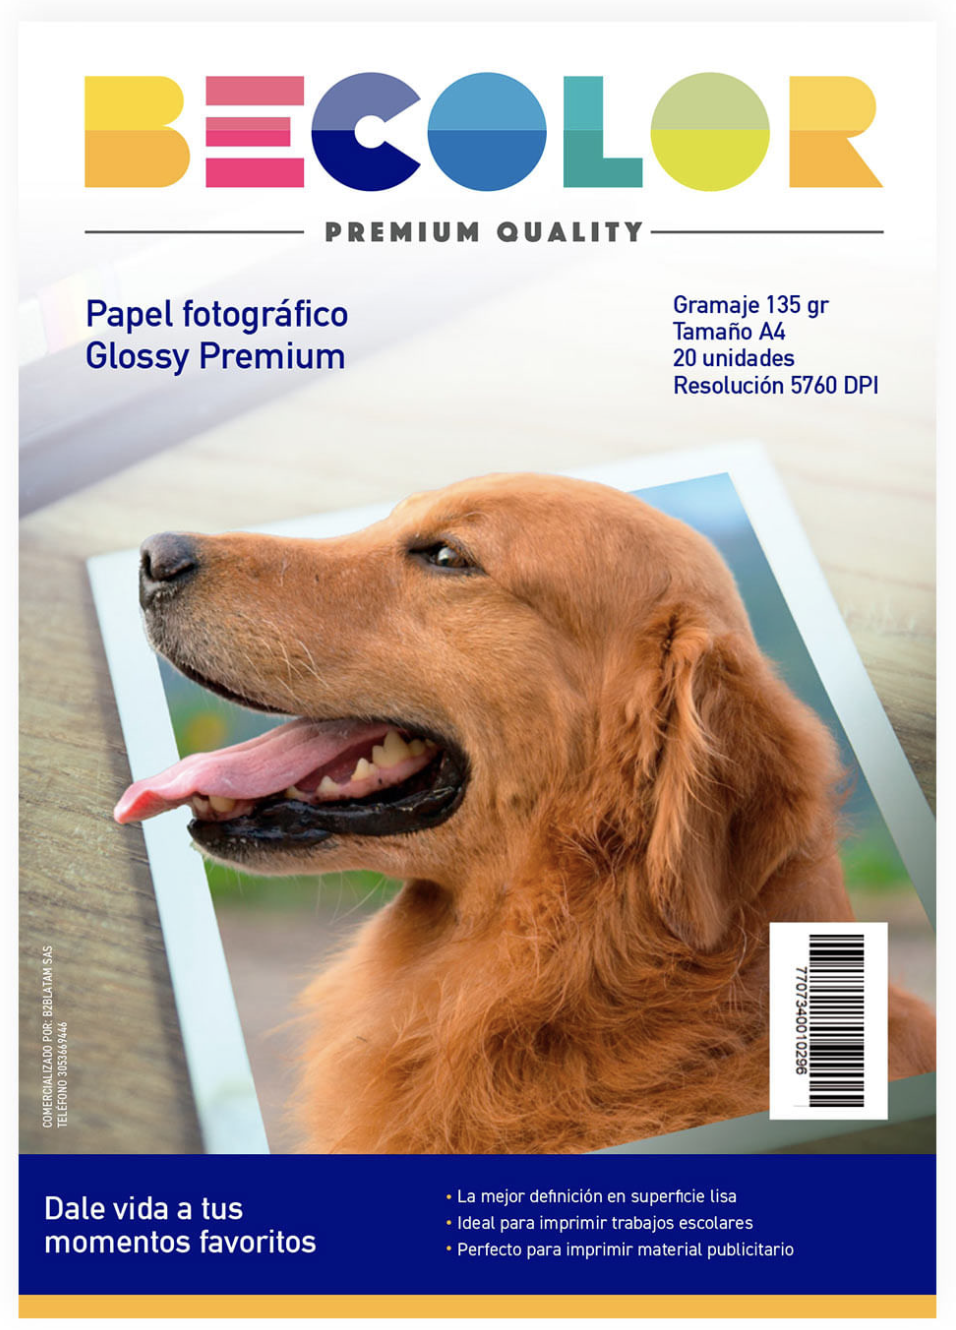 BECOLOR
PREMIUM QUALITY
Papel fotográfico
Glossy Premium
Gramaje 135 gr
Tamaño A4
20 unidades
Resolución 5760 DPI
COMERCIALIZADO POR: B2BLATAM SAS
TELÉFONO 3053669446
7707340010296
Dale vida a tus
momentos favoritos
• La mejor definición en superficie lisa
• Ideal para imprimir trabajos escolares
• Perfecto para imprimir material publicitario